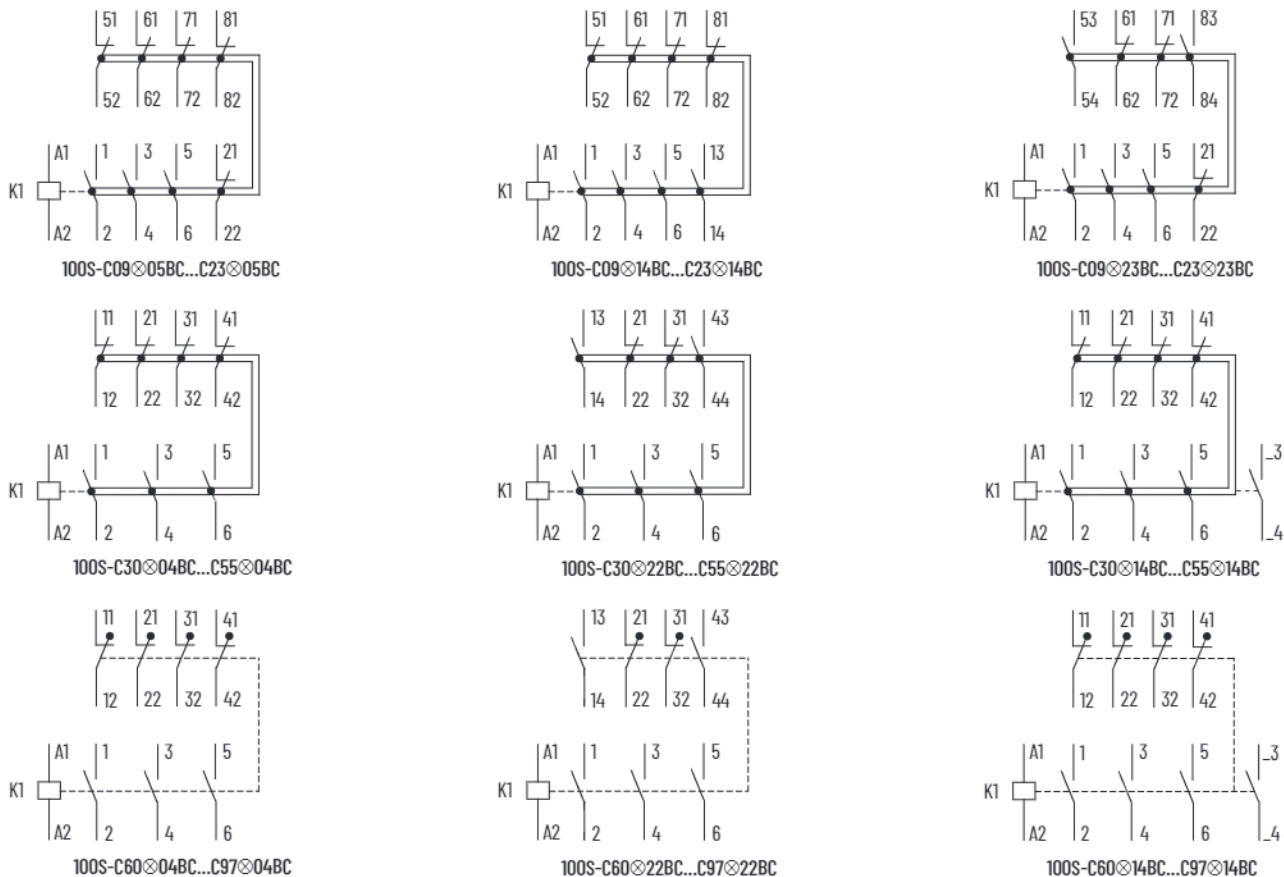 51 61 71 81
52 62 72 82
A1 1 3 5 21
K1
A2 2 4 6 22
100S-C09⊗05BC...C23⊗05BC
51 61 71 81
52 62 72 82
A1 1 3 5 13
K1
A2 2 4 6 14
100S-C09⊗14BC...C23⊗14BC
53 61 71 83
54 62 72 84
A1 1 3 5 21
K1
A2 2 4 6 22
100S-C09⊗23BC...C23⊗23BC
11 21 31 41
12 22 32 42
A1 1 3 5
K1
A2 2 4 6
100S-C30⊗04BC...C55⊗04BC
13 21 31 43
14 22 32 44
A1 1 3 5
K1
A2 2 4 6
100S-C30⊗22BC...C55⊗22BC
11 21 31 41
12 22 32 42
A1 1 3 5 _3
K1
A2 2 4 6 _4
100S-C30⊗14BC...C55⊗14BC
11 21 31 41
12 22 32 42
A1 1 3 5
K1
A2 2 4 6
100S-C60⊗04BC...C97⊗04BC
13 21 31 43
14 22 32 44
A1 1 3 5
K1
A2 2 4 6
100S-C60⊗22BC...C97⊗22BC
11 21 31 41
12 22 32 42
A1 1 3 5 _3
K1
A2 2 4 6 _4
100S-C60⊗14BC...C97⊗14BC